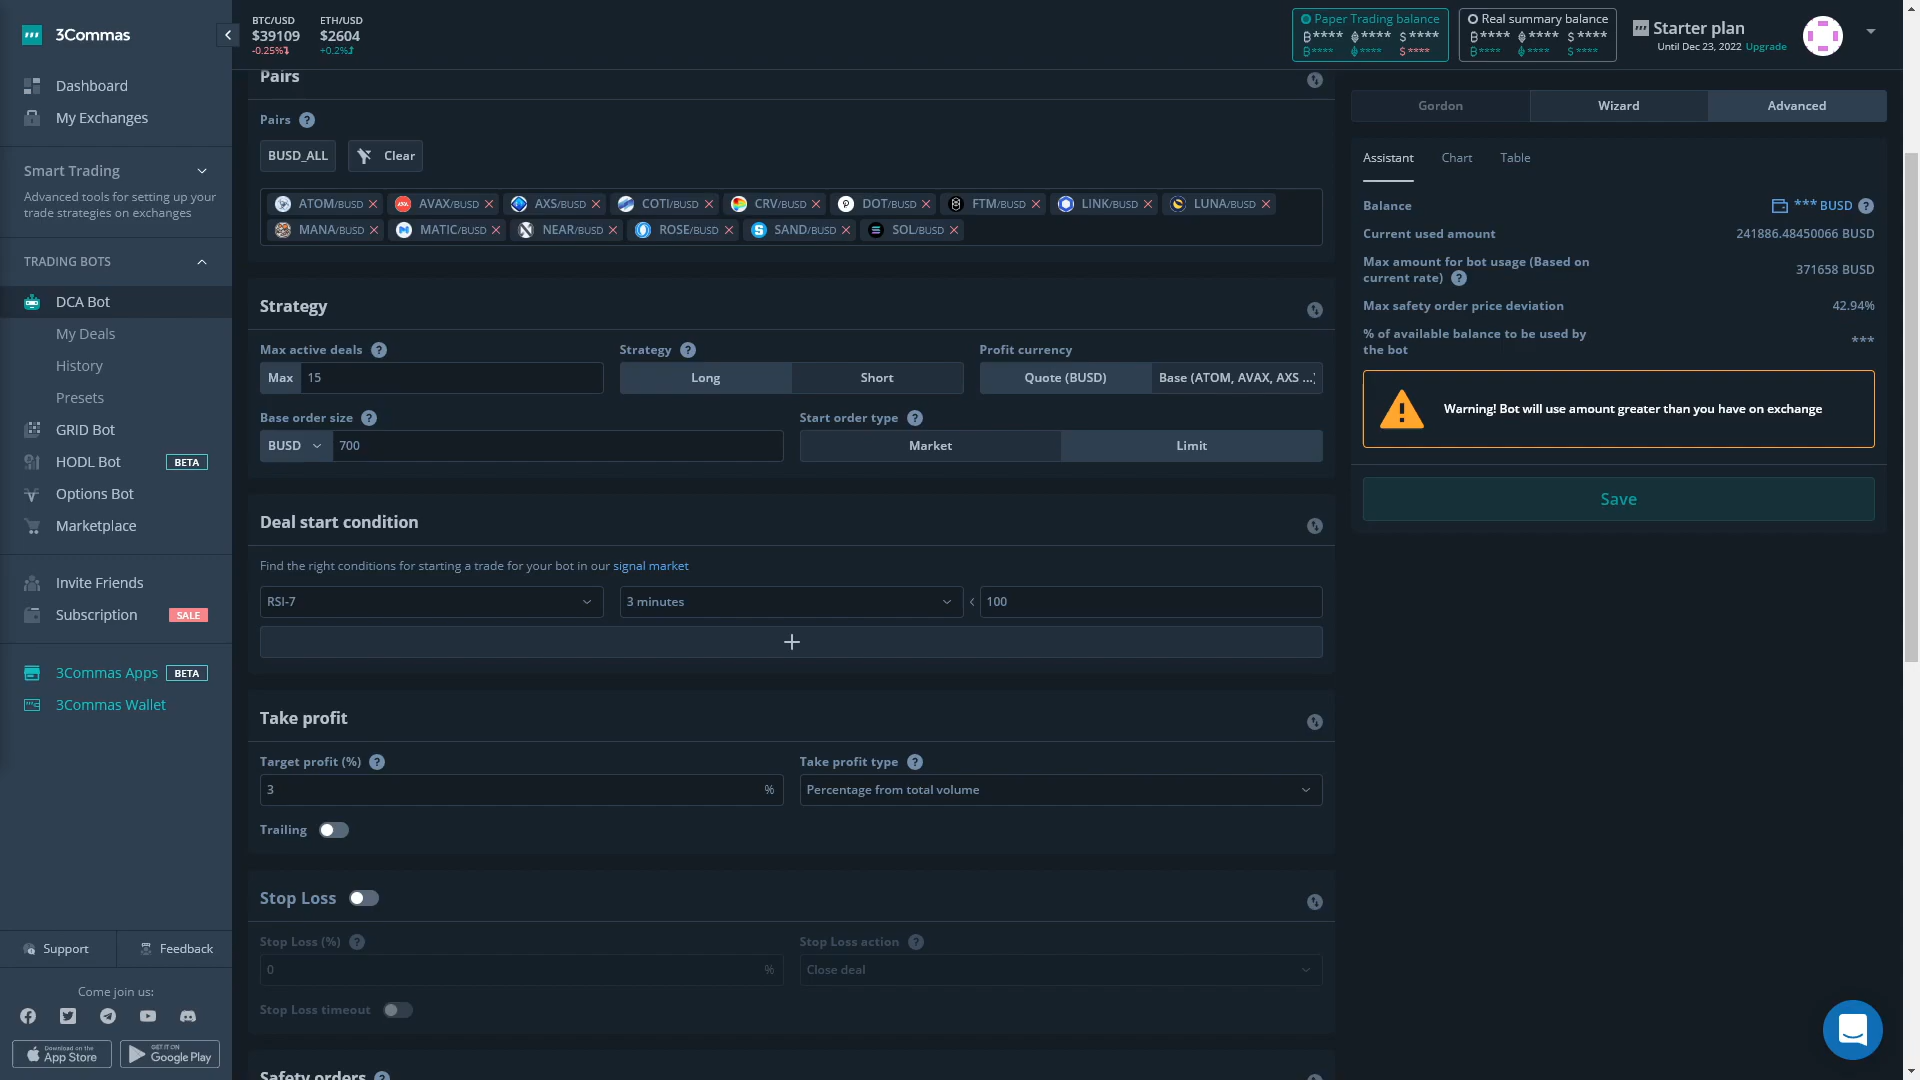 3Commas
BTC/USD
$39109
-0.25%
ETH/USD
$2604
+0.2%
Paper Trading balance
**** **** $ ****
**** **** $ ****
Real summary balance
**** **** $ ****
**** **** $ ****
Starter plan
Until Dec 23, 2022 Upgrade
Dashboard
My Exchanges
Smart Trading
Advanced tools for setting up your
trade strategies on exchanges
TRADING BOTS
DCA Bot
My Deals
History
Presets
GRID Bot
HODL Bot BETA
Options Bot
Marketplace
Invite Friends
Subscription SALE
3Commas Apps BETA
3Commas Wallet
Support Feedback
Come join us:
Download on the
App Store
GET IT ON
Google Play
Pairs
Pairs ?
BUSD_ALL Clear
ATOM/BUSD AVAX/BUSD AXS/BUSD COTI/BUSD CRV/BUSD DOT/BUSD FTM/BUSD LINK/BUSD LUNA/BUSD
MANA/BUSD MATIC/BUSD NEAR/BUSD ROSE/BUSD SAND/BUSD SOL/BUSD
Strategy
Max active deals ? Strategy ? Profit currency
Max 15 Long Short Quote (BUSD) Base (ATOM, AVAX, AXS ...)
Base order size ? Start order type ?
BUSD 700 Market Limit
Deal start condition
Find the right conditions for starting a trade for your bot in our signal market
RSI-7 3 minutes < 100
+
Take profit
Target profit (%) ? Take profit type ?
3 % Percentage from total volume
Trailing
Stop Loss
Stop Loss (%) ? Stop Loss action ?
0 % Close deal
Stop Loss timeout
Safety orders ?
Gordon Wizard Advanced
Assistant Chart Table
Balance *** BUSD ?
Current used amount 241886.48450066 BUSD
Max amount for bot usage (Based on
current rate) ? 371658 BUSD
Max safety order price deviation 42.94%
% of available balance to be used by
the bot ***
Warning! Bot will use amount greater than you have on exchange
Save